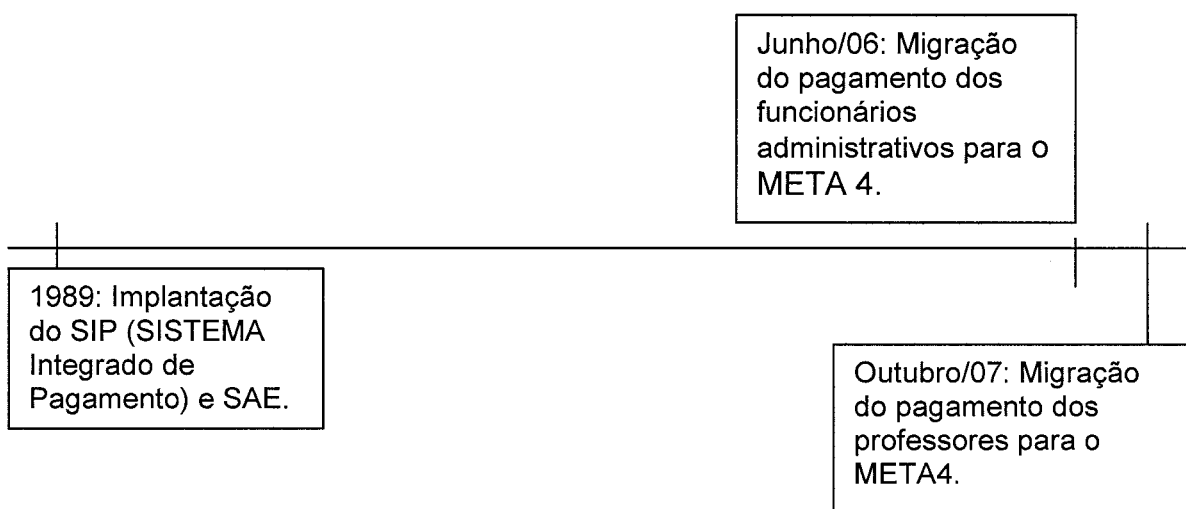 Junho/06: Migração
do pagamento dos
funcionários
administrativos para o
META 4.
1989: Implantação
do SIP (SISTEMA
Integrado de
Pagamento) e SAE.
Outubro/07: Migração
do pagamento dos
professores para o
META4.